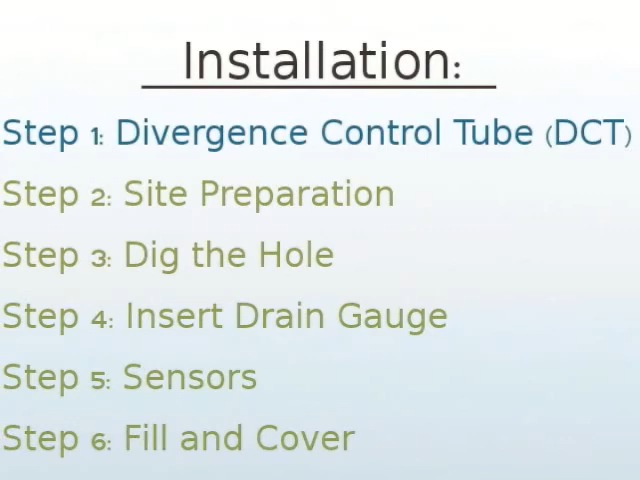 Installation:
Step 1: Divergence Control Tube (DCT)
Step 2: Site Preparation
Step 3: Dig the Hole
Step 4: Insert Drain Gauge
Step 5: Sensors
Step 6: Fill and Cover